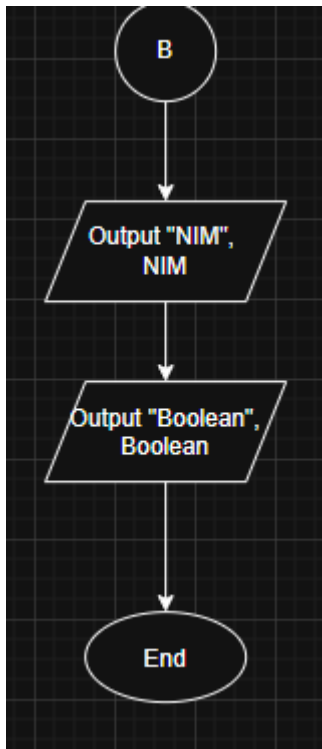 B
Output "NIM",
NIM
Output "Boolean",
Boolean
End